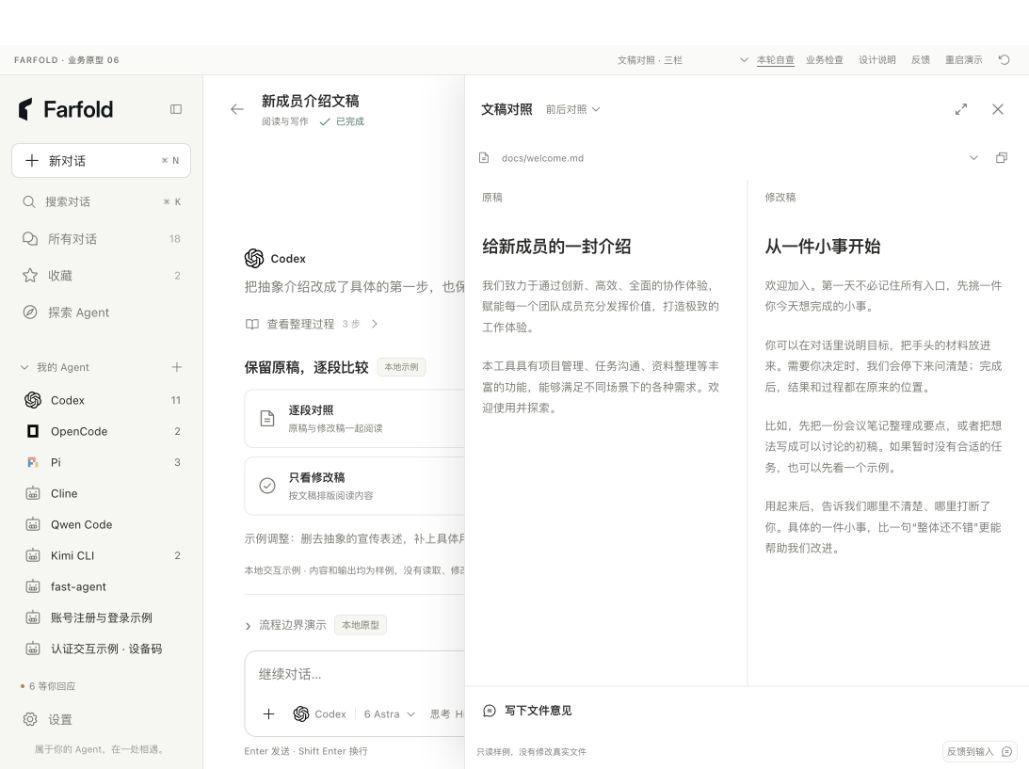 FARFOLD · 业务原型 06
文稿对照 · 三栏
本轮自查
业务检查
设计说明
反馈
重启演示
Farfold
新对话 ⌘ N
搜索对话 ⌘ K
所有对话 18
收藏 2
探索 Agent
我的 Agent
Codex 11
OpenCode 2
Pi 3
Cline
Qwen Code
Kimi CLI 2
fast-agent
账号注册与登录示例
认证交互示例 · 设备码
6 等你回应
设置
属于你的 Agent，在一处相遇。
新成员介绍文稿
阅读与写作 已完成
Codex
把抽象介绍改成了具体的第一步，也保
查看整理过程 3 步
保留原稿，逐段比较 本地示例
逐段对照
原稿与修改稿一起阅读
只看修改稿
按文稿排版阅读内容
示例调整：删去抽象的宣传表述，补上具体
本地交互示例 · 内容和输出均为样例，没有读取、修
流程边界演示 本地原型
继续对话...
Codex 6 Astra 思考 Hi
Enter 发送 · Shift Enter 换行
文稿对照 前后对照
docs/welcome.md
原稿
给新成员的一封介绍
我们致力于通过创新、高效、全面的协作体验，
赋能每一个团队成员充分发挥价值，打造极致的
工作体验。
本工具具有项目管理、任务沟通、资料整理等丰
富的功能，能够满足不同场景下的各种需求。欢
迎使用并探索。
修改稿
从一件小事开始
欢迎加入。第一天不必记住所有入口，先挑一件
你今天想完成的小事。
你可以在对话里说明目标，把手头的材料放进
来。需要你决定时，我们会停下来问清楚；完成
后，结果和过程都在原来的位置。
比如，先把一份会议笔记整理成要点，或者把想
法写成可以讨论的初稿。如果暂时没有合适的任
务，也可以先看一个示例。
用起来后，告诉我们哪里不清楚、哪里打断了
你。具体的一件小事，比一句“整体还不错”更能
帮助我们改进。
写下文件意见
只读样例，没有修改真实文件
反馈到输入